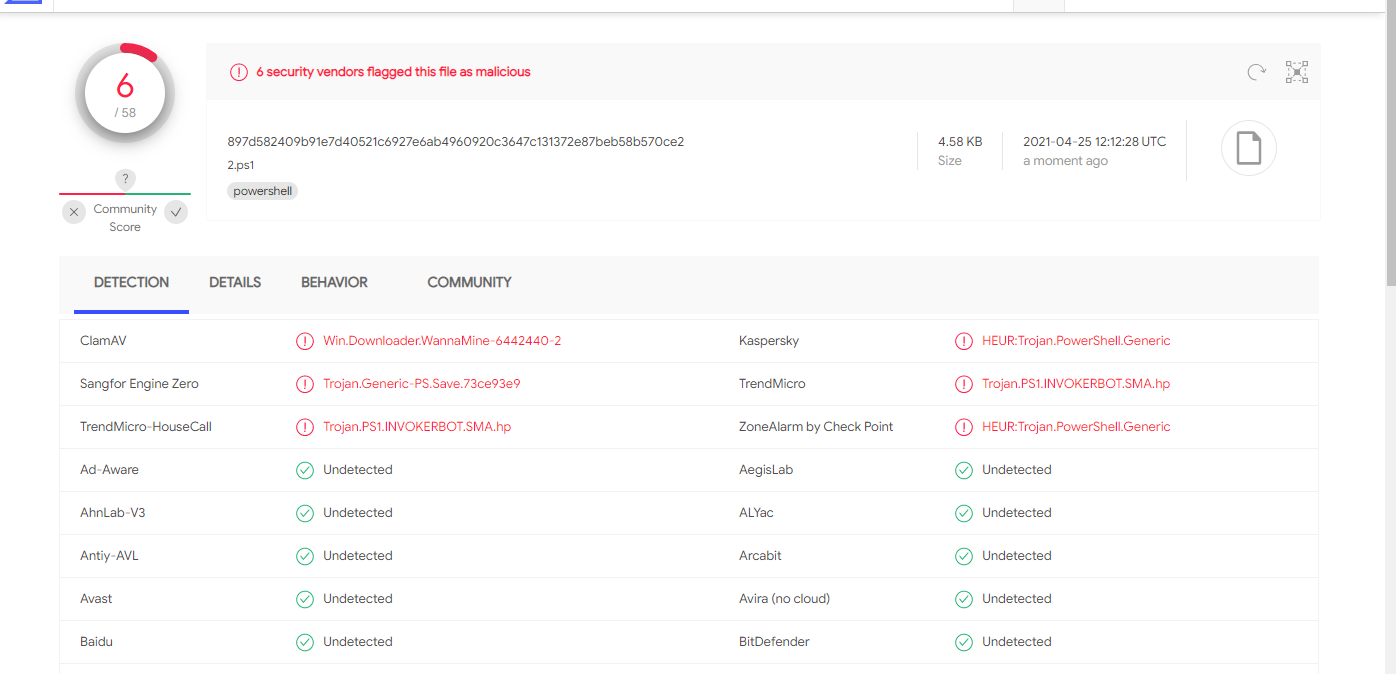 6
/ 58
6 security vendors flagged this file as malicious
897d582409b91e7d40521c6927e6ab4960920c3647c131372e87beb58b570ce2
2.ps1
powershell
4.58 KB
Size
2021-04-25 12:12:28 UTC
a moment ago
?
Community
Score
DETECTION DETAILS BEHAVIOR COMMUNITY
ClamAV Win.Downloader.WannaMine-6442440-2 Kaspersky HEUR:Trojan.PowerShell.Generic
Sangfor Engine Zero Trojan.Generic-PS.Save.73ce93e9 TrendMicro Trojan.PS1.INVOKERBOT.SMA.hp
TrendMicro-HouseCall Trojan.PS1.INVOKERBOT.SMA.hp ZoneAlarm by Check Point HEUR:Trojan.PowerShell.Generic
Ad-Aware Undetected AegisLab Undetected
AhnLab-V3 Undetected ALYac Undetected
Antiy-AVL Undetected Arcabit Undetected
Avast Undetected Avira (no cloud) Undetected
Baidu Undetected BitDefender Undetected